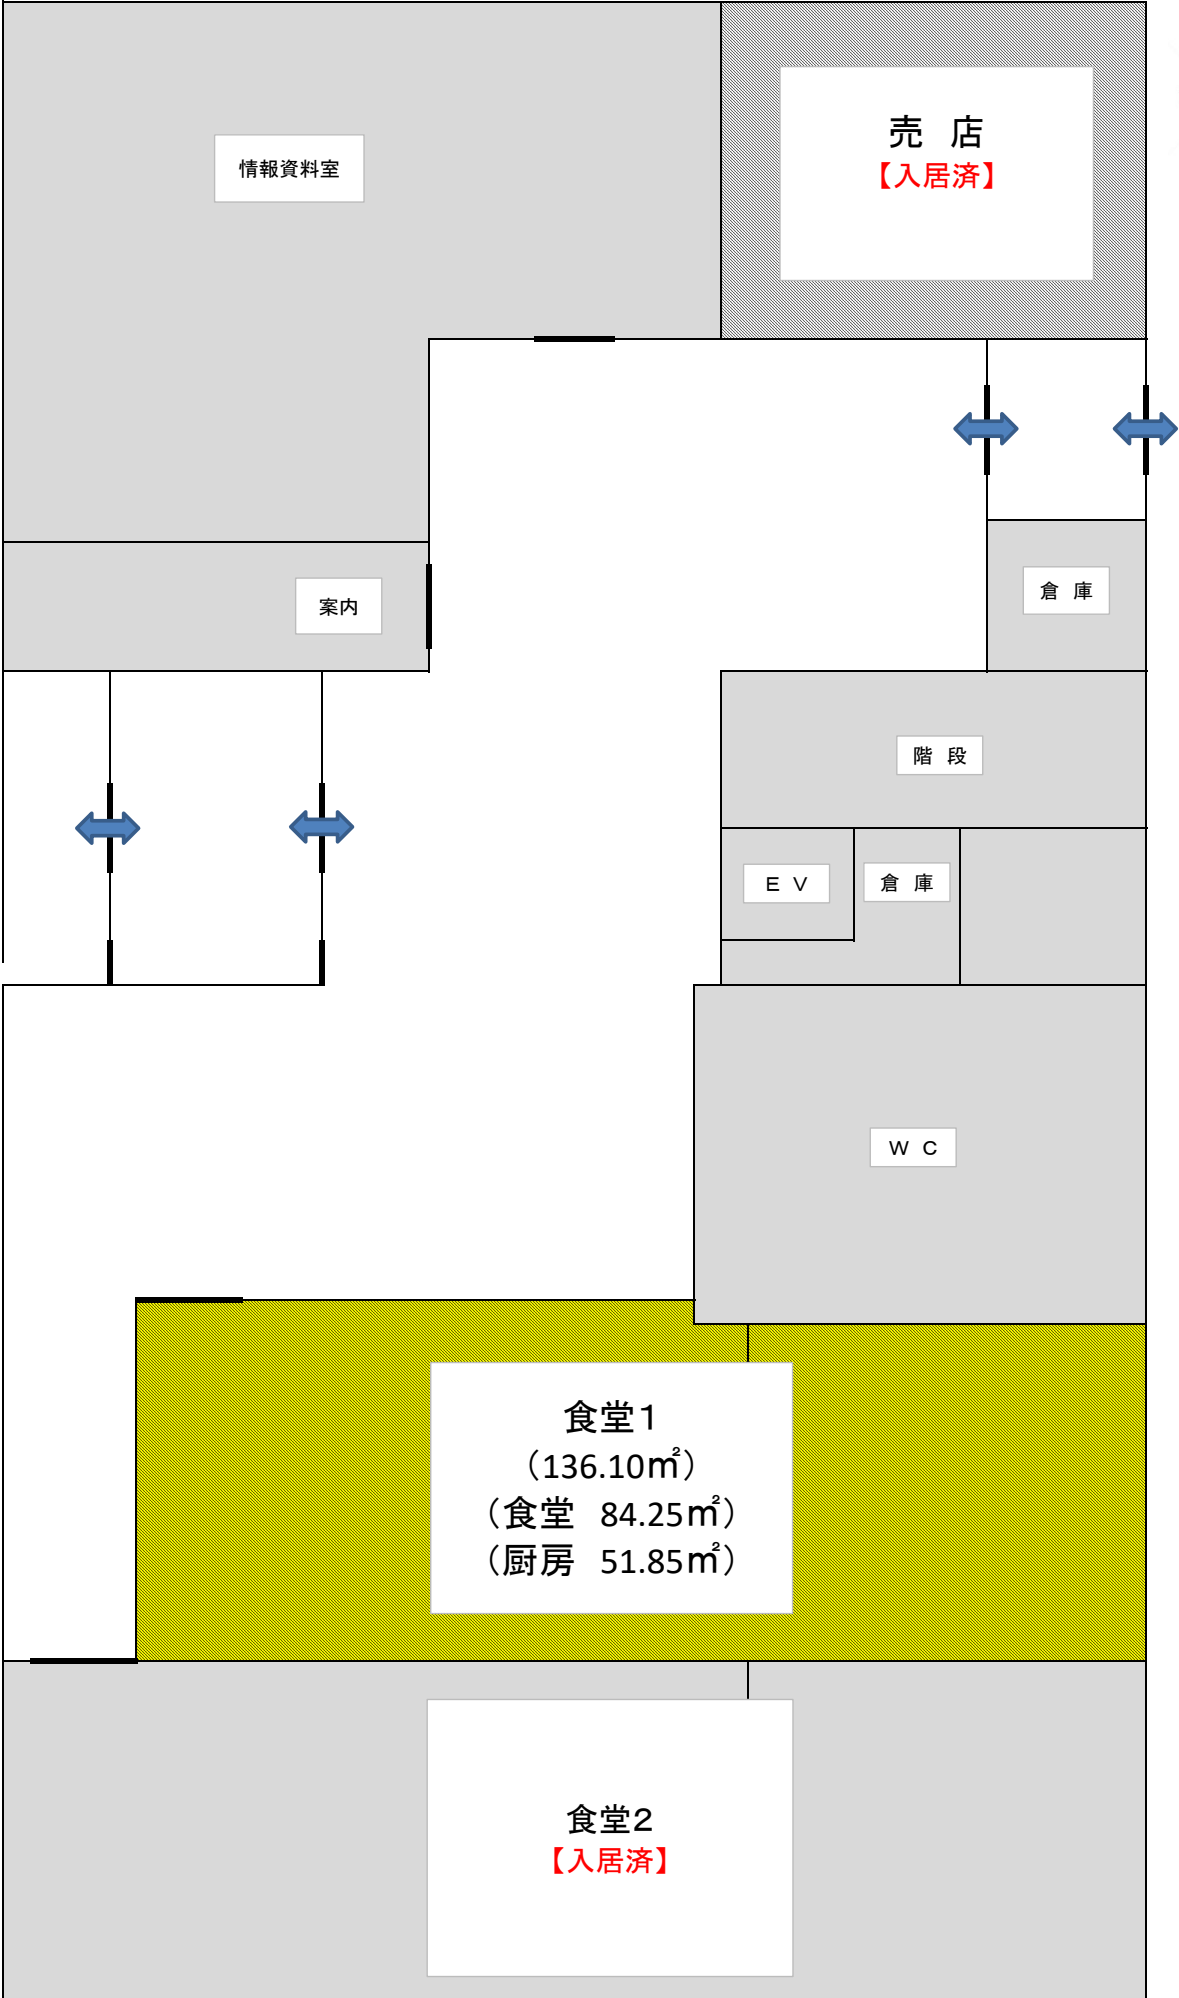 売　店
【入居済】
情報資料室
倉　庫
案内
階　段
Ｅ　Ｖ
倉　庫
Ｗ　Ｃ
食堂１
（136.10㎡）
（食堂　84.25㎡）
（厨房　51.85㎡）
食堂２
【入居済】